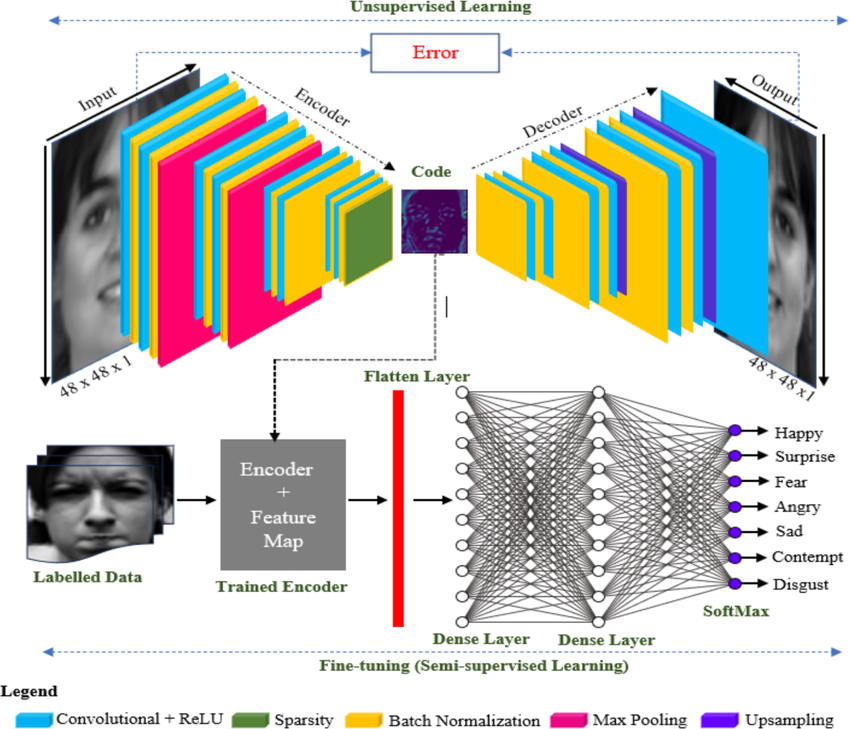 Unsupervised Learning
Error
Input
Encoder
Decoder
Output
Code
48 x 48 x 1
48 x 48 x1
Flatten Layer
Encoder
+
Feature
Map
Happy
Surprise
Fear
Angry
Sad
Contempt
Disgust
Labelled Data
Trained Encoder
SoftMax
Dense Layer
Dense Layer
Fine-tuning (Semi-supervised Learning)
Legend
Convolutional + ReLU
Sparsity
Batch Normalization
Max Pooling
Upsampling